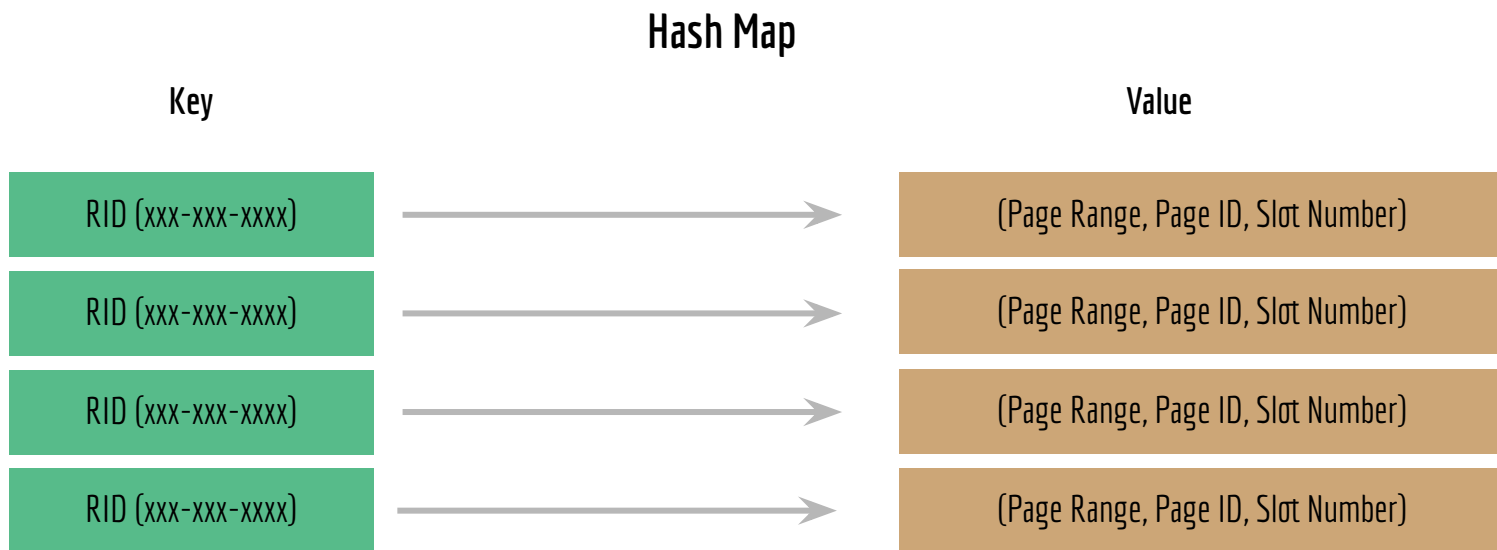 Hash Map
Key Value
RID (xxx-xxx-xxxx) (Page Range, Page ID, Slot Number)
RID (xxx-xxx-xxxx) (Page Range, Page ID, Slot Number)
RID (xxx-xxx-xxxx) (Page Range, Page ID, Slot Number)
RID (xxx-xxx-xxxx) (Page Range, Page ID, Slot Number)